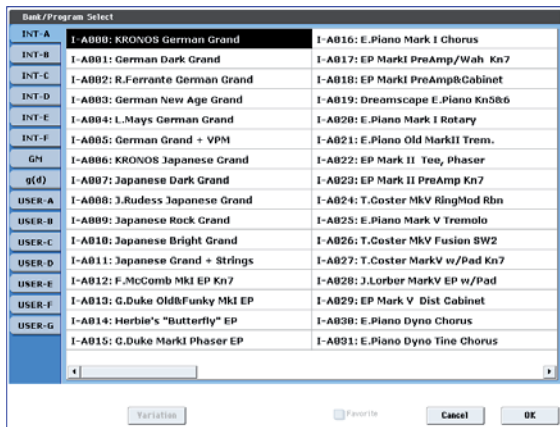 Bank/Program Select
INT-A
INT-B
INT-C
INT-D
INT-E
INT-F
GM
g(d)
USER-A
USER-B
USER-C
USER-D
USER-E
USER-F
USER-G
I-A000: KRONOS German Grand
I-A001: German Dark Grand
I-A002: R.Ferrante German Grand
I-A003: German New Age Grand
I-A004: L.Mays German Grand
I-A005: German Grand + VPM
I-A006: KRONOS Japanese Grand
I-A007: Japanese Dark Grand
I-A008: J.Rudess Japanese Grand
I-A009: Japanese Rock Grand
I-A010: Japanese Bright Grand
I-A011: Japanese Grand + Strings
I-A012: F.McComb MkI EP Kn7
I-A013: G.Duke Old&Funky MkI EP
I-A014: Herbie's "Butterfly" EP
I-A015: G.Duke MarkI Phaser EP
I-A016: E.Piano Mark I Chorus
I-A017: EP MarkI PreAmp/Wah Kn7
I-A018: EP MarkI PreAmp&Cabinet
I-A019: Dreamscape E.Piano Kn5&6
I-A020: E.Piano Mark I Rotary
I-A021: E.Piano Old MarkII Trem.
I-A022: EP Mark II Tee, Phaser
I-A023: EP Mark II PreAmp Kn7
I-A024: T.Coster MkV RingMod Rbn
I-A025: E.Piano Mark V Tremolo
I-A026: T.Coster MkV Fusion SW2
I-A027: T.Coster MarkV w/Pad Kn7
I-A028: J.Lorber MarkV EP w/Pad
I-A029: EP Mark V Dist Cabinet
I-A030: E.Piano Dyno Chorus
I-A031: E.Piano Dyno Tine Chorus
Variation
Favorite
Cancel
OK